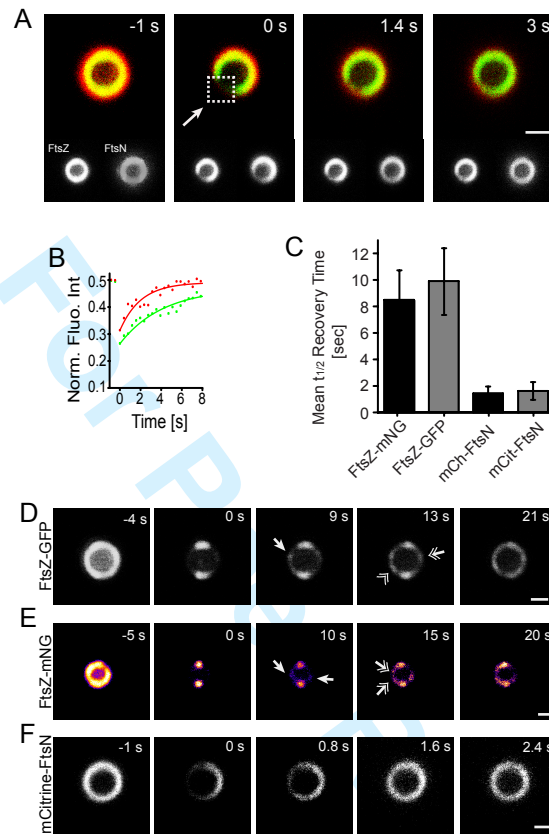 A
-1 s
0 s
1.4 s
3 s
FtsZ
FtsN
B
Norm. Fluo. Int
0.5
0.4
0.3
0.2
0.1
0 2 4 6 8
Time [s]
C
Mean t1/2 Recovery Time
[sec]
12
10
8
6
4
2
0
FtsZ-mNG
FtsZ-GFP
mCh-FtsN
mCit-FtsN
D
FtsZ-GFP
-4 s
0 s
9 s
13 s
21 s
E
FtsZ-mNG
-5 s
0 s
10 s
15 s
20 s
F
mCitrine-FtsN
-1 s
0 s
0.8 s
1.6 s
2.4 s
For Pe